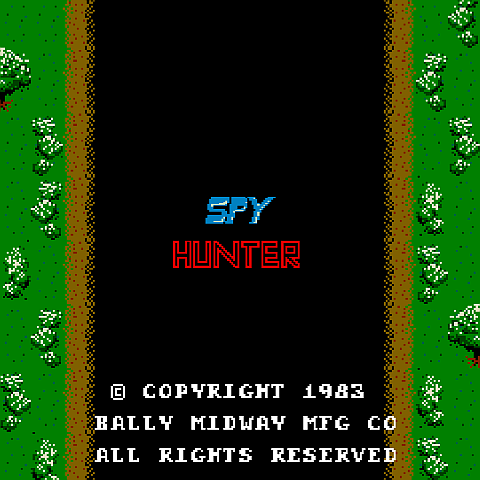 SPY
HUNTER
© COPYRIGHT 1983
BALLY MIDWAY MFG CO
ALL RIGHTS RESERVED